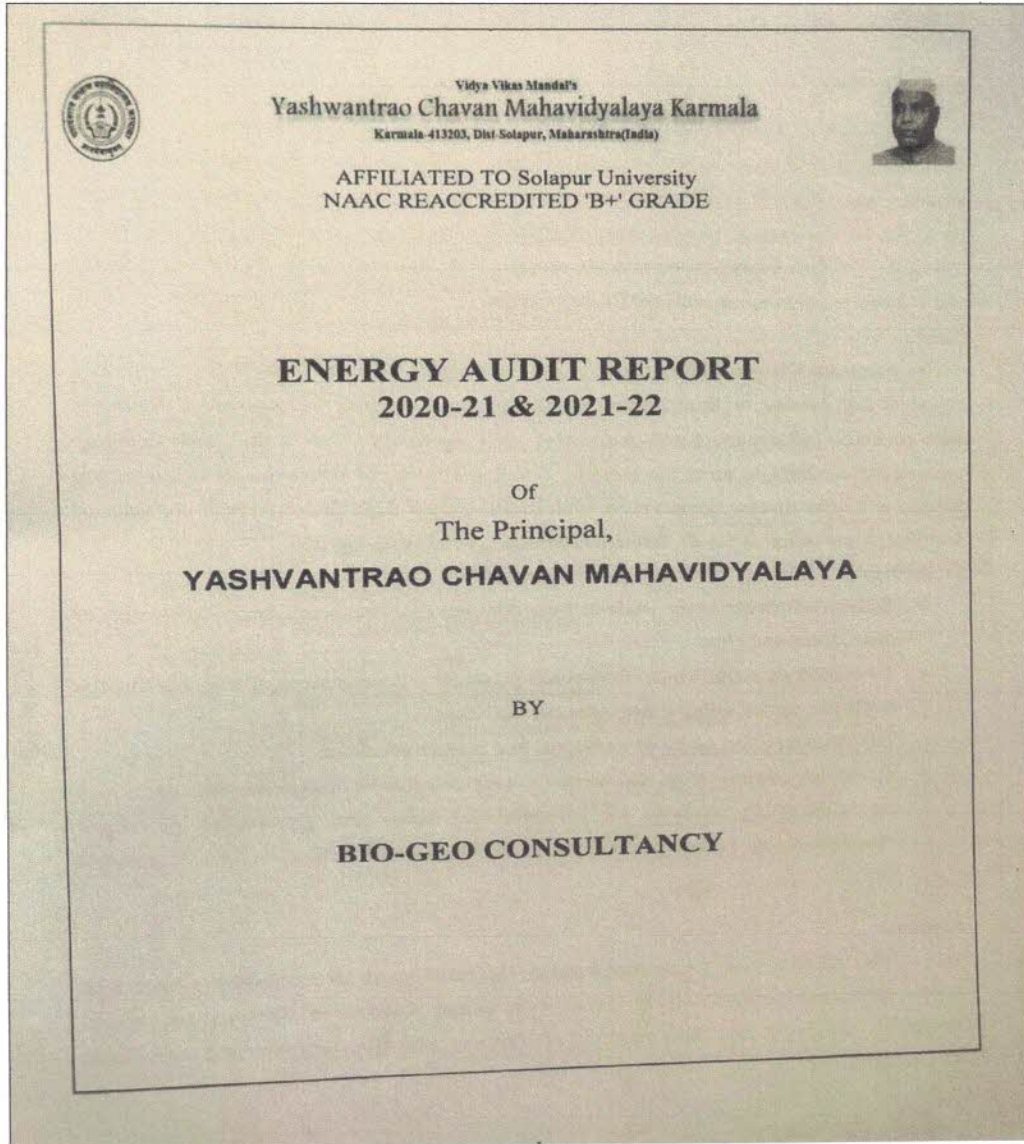 Vidya Vikas Mandal's
Yashwantrao Chavan Mahavidyalaya Karmala
Karmala-413203, Dist-Solapur, Maharashtra(India)
AFFILIATED TO Solapur University
NAAC REACCREDITED 'B+' GRADE
ENERGY AUDIT REPORT
2020-21 & 2021-22
Of
The Principal,
YASHVANTRAO CHAVAN MAHAVIDYALAYA
BY
BIO-GEO CONSULTANCY